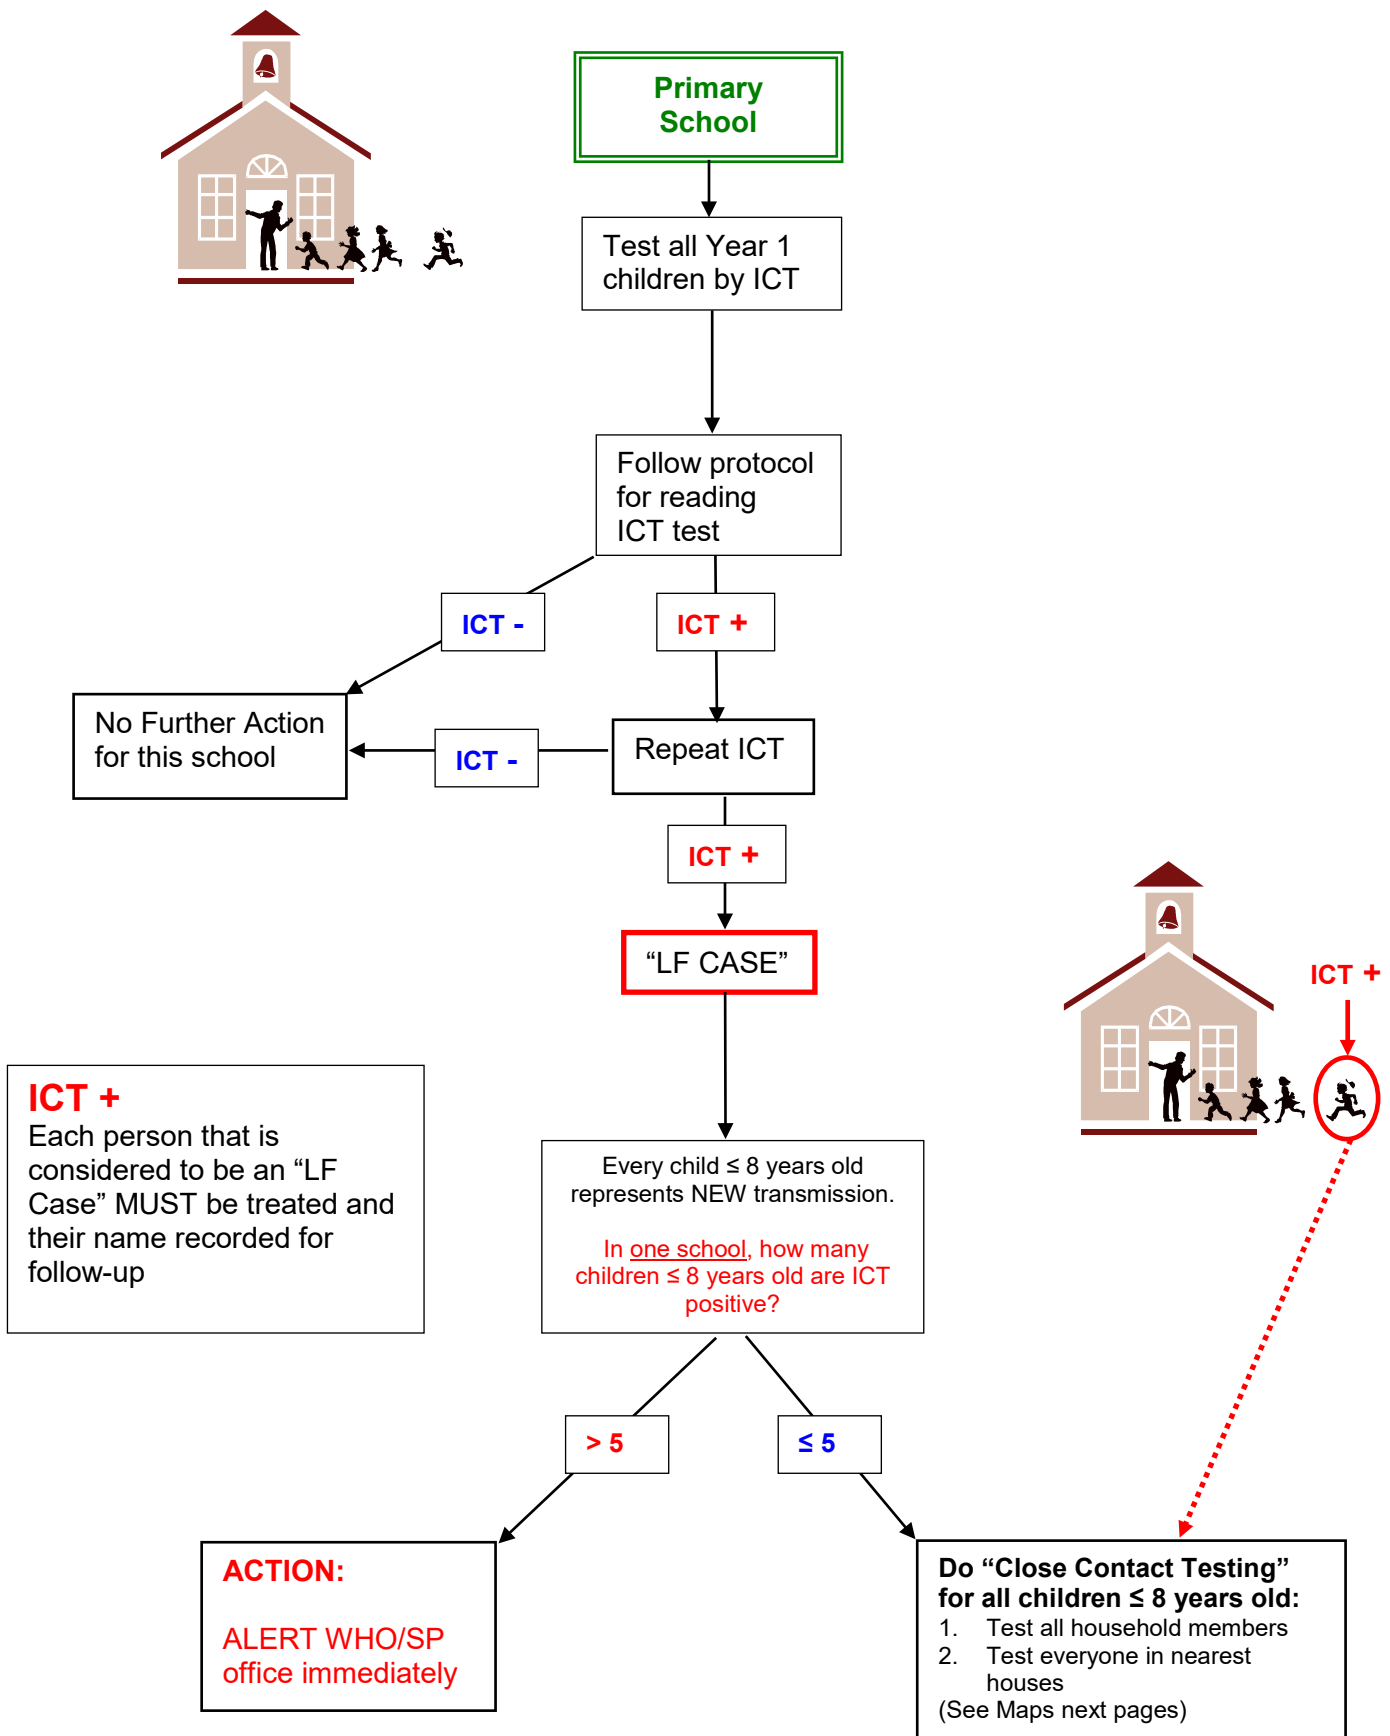 Primary
School
Test all Year 1
children by ICT
Follow protocol
for reading
ICT test
ICT -
ICT +
No Further Action
for this school
ICT -
Repeat ICT
ICT +
“LF CASE”
ICT +
ICT +
Each person that is
considered to be an “LF
Case” MUST be treated and
their name recorded for
follow-up
Every child ≤ 8 years old
represents NEW transmission.
In one school, how many
children ≤ 8 years old are ICT
positive?
> 5
≤ 5
ACTION:
ALERT WHO/SP
office immediately
Do “Close Contact Testing”
for all children ≤ 8 years old:
1. Test all household members
2. Test everyone in nearest
houses
(See Maps next pages)